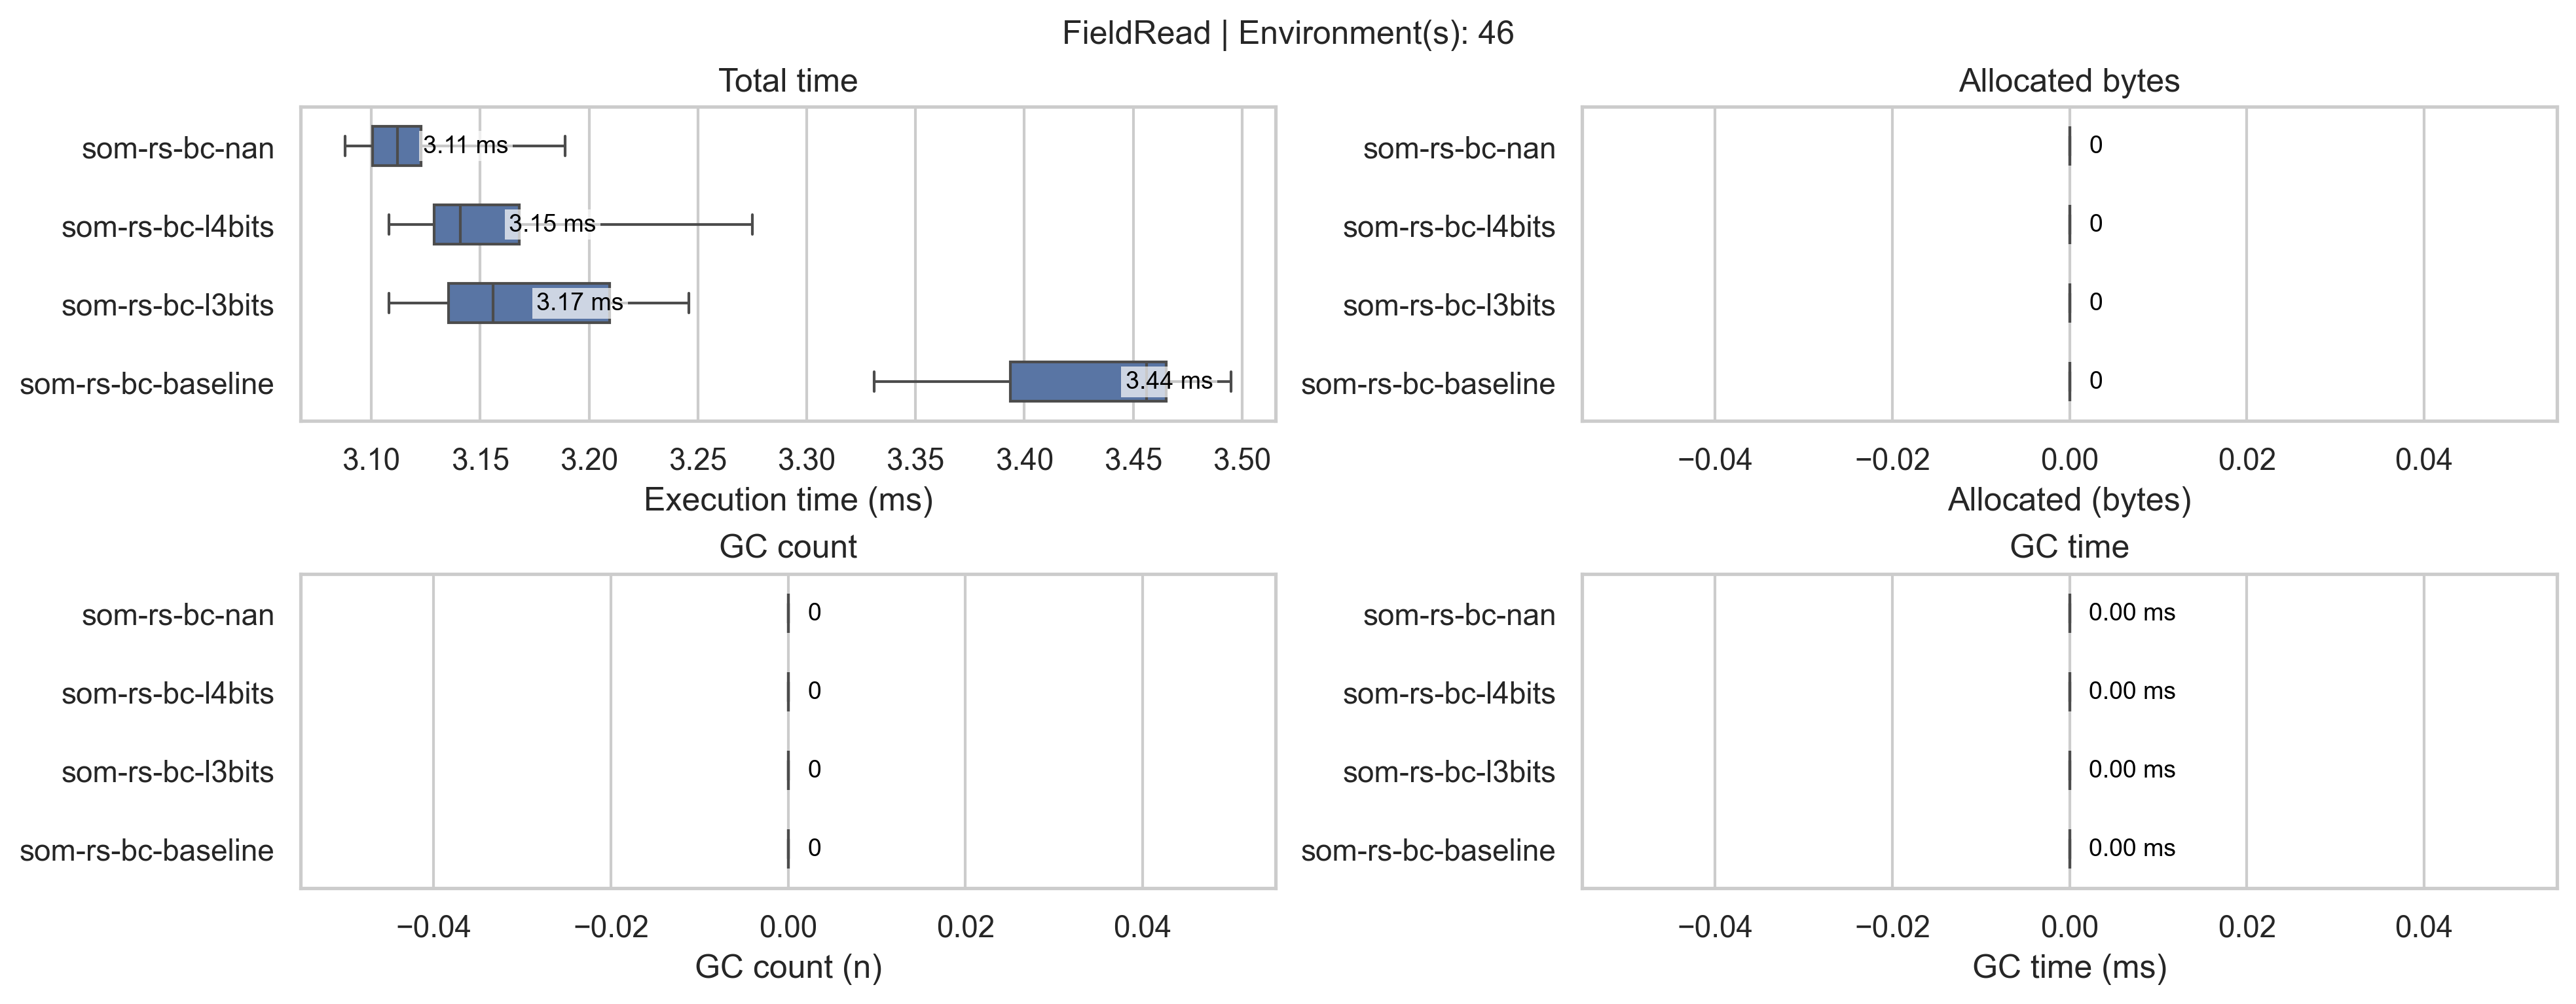 FieldRead | Environment(s): 46
Total time
som-rs-bc-nan
3.11 ms
som-rs-bc-l4bits
3.15 ms
som-rs-bc-l3bits
3.17 ms
som-rs-bc-baseline
3.44 ms
3.10 3.15 3.20 3.25 3.30 3.35 3.40 3.45 3.50
Execution time (ms)
Allocated bytes
som-rs-bc-nan
0
som-rs-bc-l4bits
0
som-rs-bc-l3bits
0
som-rs-bc-baseline
0
−0.04 −0.02 0.00 0.02 0.04
Allocated (bytes)
GC count
som-rs-bc-nan
0
som-rs-bc-l4bits
0
som-rs-bc-l3bits
0
som-rs-bc-baseline
0
−0.04 −0.02 0.00 0.02 0.04
GC count (n)
GC time
som-rs-bc-nan
0.00 ms
som-rs-bc-l4bits
0.00 ms
som-rs-bc-l3bits
0.00 ms
som-rs-bc-baseline
0.00 ms
−0.04 −0.02 0.00 0.02 0.04
GC time (ms)